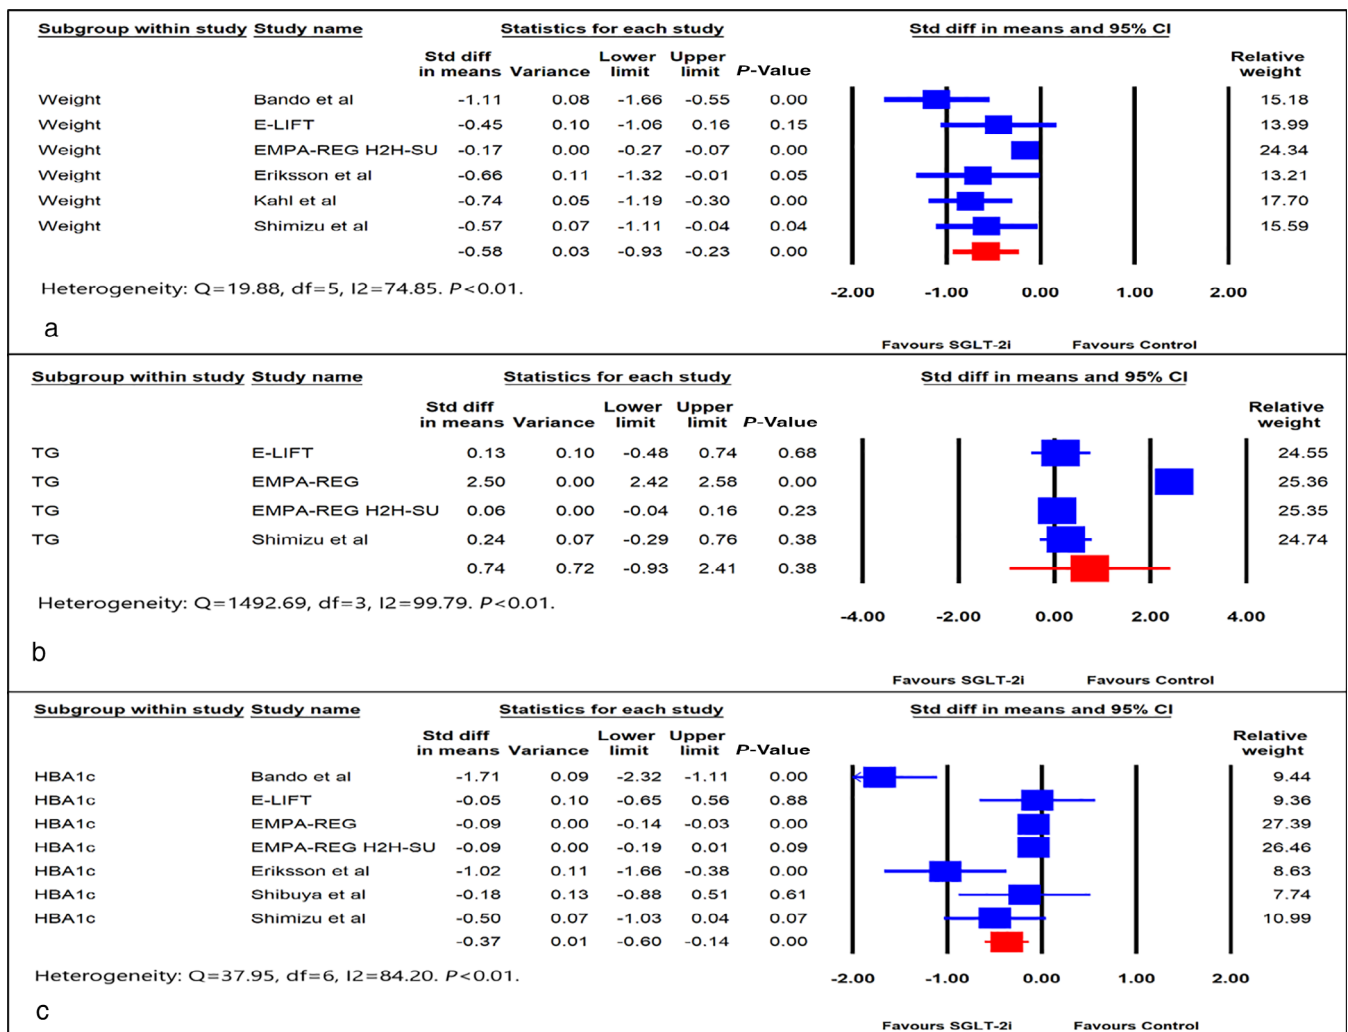 Subgroup within study Study name Statistics for each study Std diff in means and 95% CI
Std diff in means Variance Lower limit Upper limit P-Value Relative weight
Weight Bando et al -1.11 0.08 -1.66 -0.55 0.00 15.18
Weight E-LIFT -0.45 0.10 -1.06 0.16 0.15 13.99
Weight EMPA-REG H2H-SU -0.17 0.00 -0.27 -0.07 0.00 24.34
Weight Eriksson et al -0.66 0.11 -1.32 -0.01 0.05 13.21
Weight Kahl et al -0.74 0.05 -1.19 -0.30 0.00 17.70
Weight Shimizu et al -0.57 0.07 -1.11 -0.04 0.04 15.59
-0.58 0.03 -0.93 -0.23 0.00
Heterogeneity: Q=19.88, df=5, I2=74.85. P<0.01.
-2.00 -1.00 0.00 1.00 2.00
a
Favours SGLT-2i Favours Control
Subgroup within study Study name Statistics for each study Std diff in means and 95% CI
Std diff in means Variance Lower limit Upper limit P-Value Relative weight
TG E-LIFT 0.13 0.10 -0.48 0.74 0.68 24.55
TG EMPA-REG 2.50 0.00 2.42 2.58 0.00 25.36
TG EMPA-REG H2H-SU 0.06 0.00 -0.04 0.16 0.23 25.35
TG Shimizu et al 0.24 0.07 -0.29 0.76 0.38 24.74
0.74 0.72 -0.93 2.41 0.38
Heterogeneity: Q=1492.69, df=3, I2=99.79. P<0.01.
-4.00 -2.00 0.00 2.00 4.00
b
Favours SGLT-2i Favours Control
Subgroup within study Study name Statistics for each study Std diff in means and 95% CI
Std diff in means Variance Lower limit Upper limit P-Value Relative weight
HBA1c Bando et al -1.71 0.09 -2.32 -1.11 0.00 9.44
HBA1c E-LIFT -0.05 0.10 -0.65 0.56 0.88 9.36
HBA1c EMPA-REG -0.09 0.00 -0.14 -0.03 0.00 27.39
HBA1c EMPA-REG H2H-SU -0.09 0.00 -0.19 0.01 0.09 26.46
HBA1c Eriksson et al -1.02 0.11 -1.66 -0.38 0.00 8.63
HBA1c Shibuya et al -0.18 0.13 -0.88 0.51 0.61 7.74
HBA1c Shimizu et al -0.50 0.07 -1.03 0.04 0.07 10.99
-0.37 0.01 -0.60 -0.14 0.00
Heterogeneity: Q=37.95, df=6, I2=84.20. P<0.01.
-2.00 -1.00 0.00 1.00 2.00
c
Favours SGLT-2i Favours Control